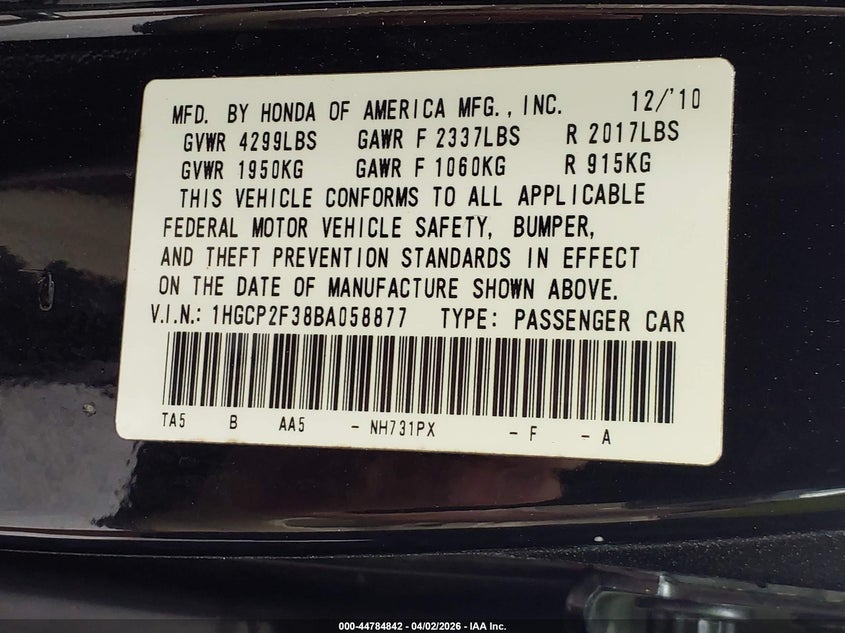 MFD. BY HONDA OF AMERICA MFG., INC. 12/'10
GVWR 4299LBS GAWR F 2337LBS R 2017LBS
GVWR 1950KG GAWR F 1060KG R 915KG
THIS VEHICLE CONFORMS TO ALL APPLICABLE
FEDERAL MOTOR VEHICLE SAFETY, BUMPER,
AND THEFT PREVENTION STANDARDS IN EFFECT
ON THE DATE OF MANUFACTURE SHOWN ABOVE.
V.I.N.: 1HGCP2F38BA058877 TYPE: PASSENGER CAR
TA5 B AA5 - NH731PX - F - A
000-44784842 - 04/02/2026 - IAA Inc.